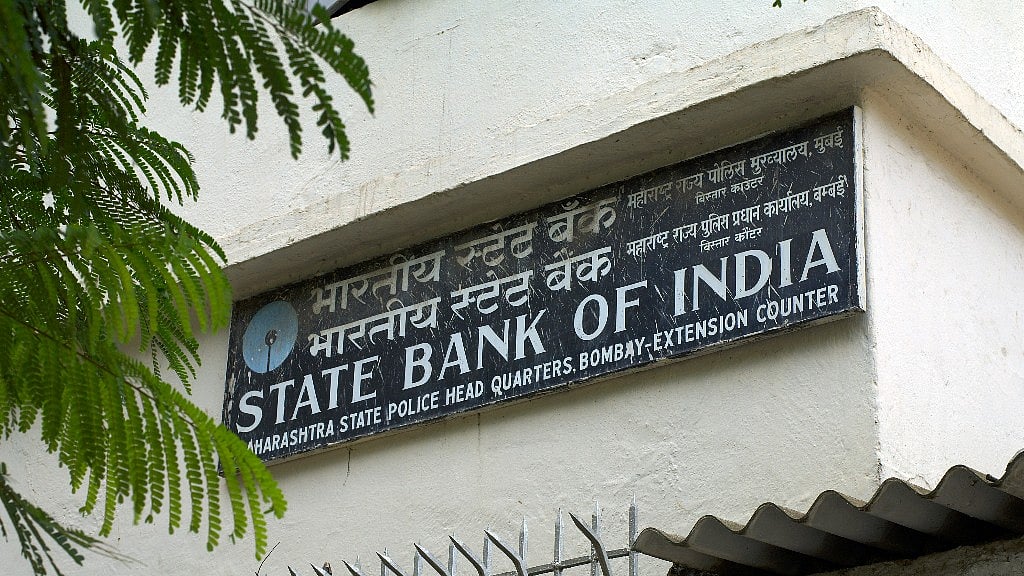 भारतीय स्टेट बैंक
महाराष्ट्र राज्य पोलिस मुख्यालय, मुंबई
विस्तार काउंटर
भारतीय स्टेट बैंक
महाराष्ट्र राज्य पुलिस प्रधान कार्यालय, बम्बई
विस्तार कौंटर
STATE BANK OF INDIA
MAHARASHTRA STATE POLICE HEAD QUARTERS. BOMBAY-EXTENSION COUNTER